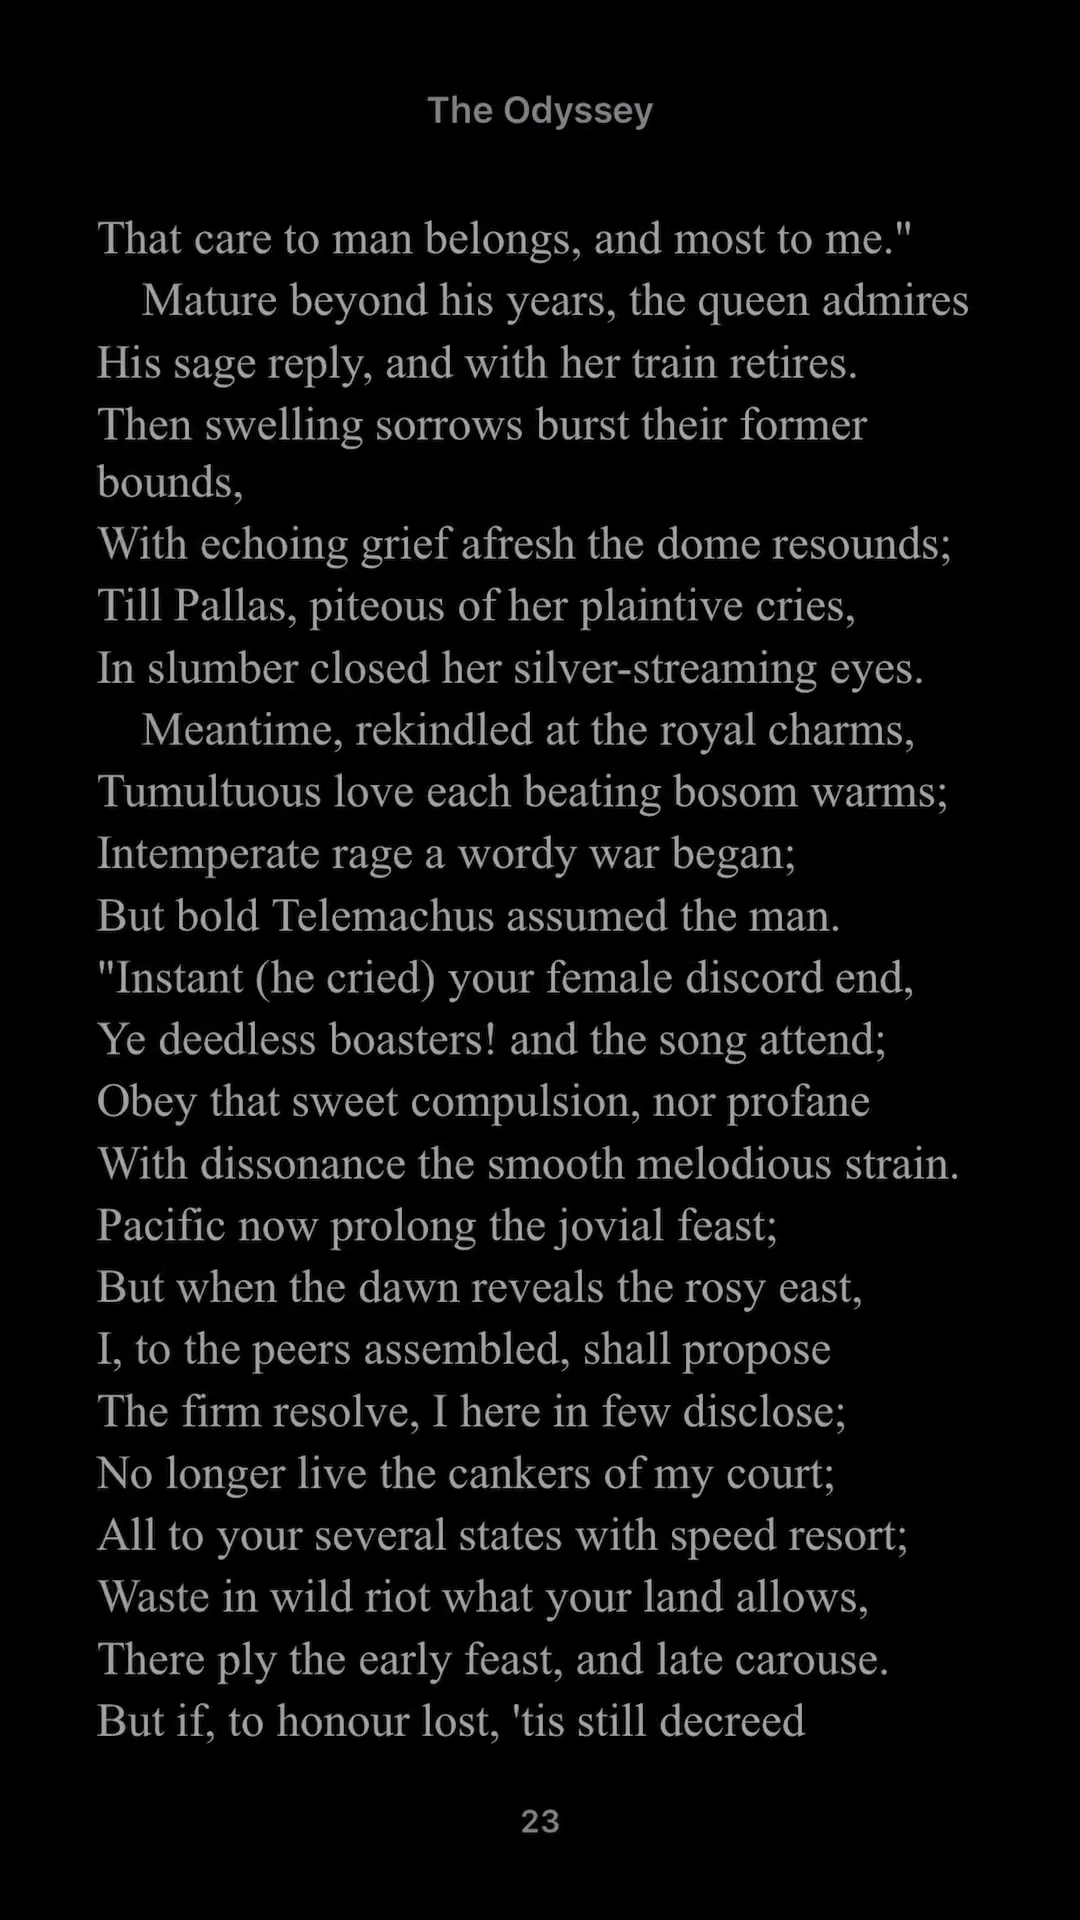 The Odyssey
That care to man belongs, and most to me."
Mature beyond his years, the queen admires
His sage reply, and with her train retires.
Then swelling sorrows burst their former
bounds,
With echoing grief afresh the dome resounds;
Till Pallas, piteous of her plaintive cries,
In slumber closed her silver-streaming eyes.
Meantime, rekindled at the royal charms,
Tumultuous love each beating bosom warms;
Intemperate rage a wordy war began;
But bold Telemachus assumed the man.
"Instant (he cried) your female discord end,
Ye deedless boasters! and the song attend;
Obey that sweet compulsion, nor profane
With dissonance the smooth melodious strain.
Pacific now prolong the jovial feast;
But when the dawn reveals the rosy east,
I, to the peers assembled, shall propose
The firm resolve, I here in few disclose;
No longer live the cankers of my court;
All to your several states with speed resort;
Waste in wild riot what your land allows,
There ply the early feast, and late carouse.
But if, to honour lost, 'tis still decreed
23